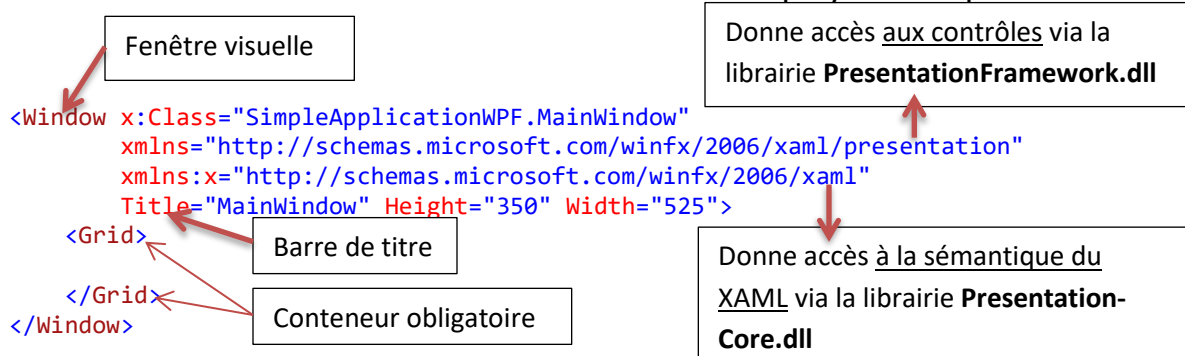 Fenêtre visuelle
Donne accès aux contrôles via la
librairie PresentationFramework.dll
<Window x:Class="SimpleApplicationWPF.MainWindow"
xmlns="http://schemas.microsoft.com/winfx/2006/xaml/presentation"
xmlns:x="http://schemas.microsoft.com/winfx/2006/xaml"
Title="MainWindow" Height="350" Width="525">
<Grid>
Barre de titre
Donne accès à la sémantique du
XAML via la librairie Presentation-
Core.dll
</Grid>
Conteneur obligatoire
</Window>